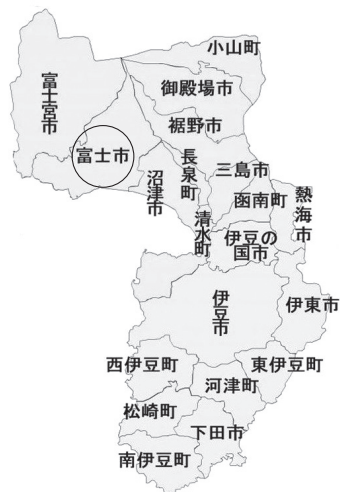 小山町
御殿場市
富士宮市
裾野市
富士市
長泉町
三島市
沼津市
函南町
熱海市
清水町
伊豆の
国市
伊豆市
伊東市
西伊豆町
東伊豆町
河津町
松崎町
下田市
南伊豆町